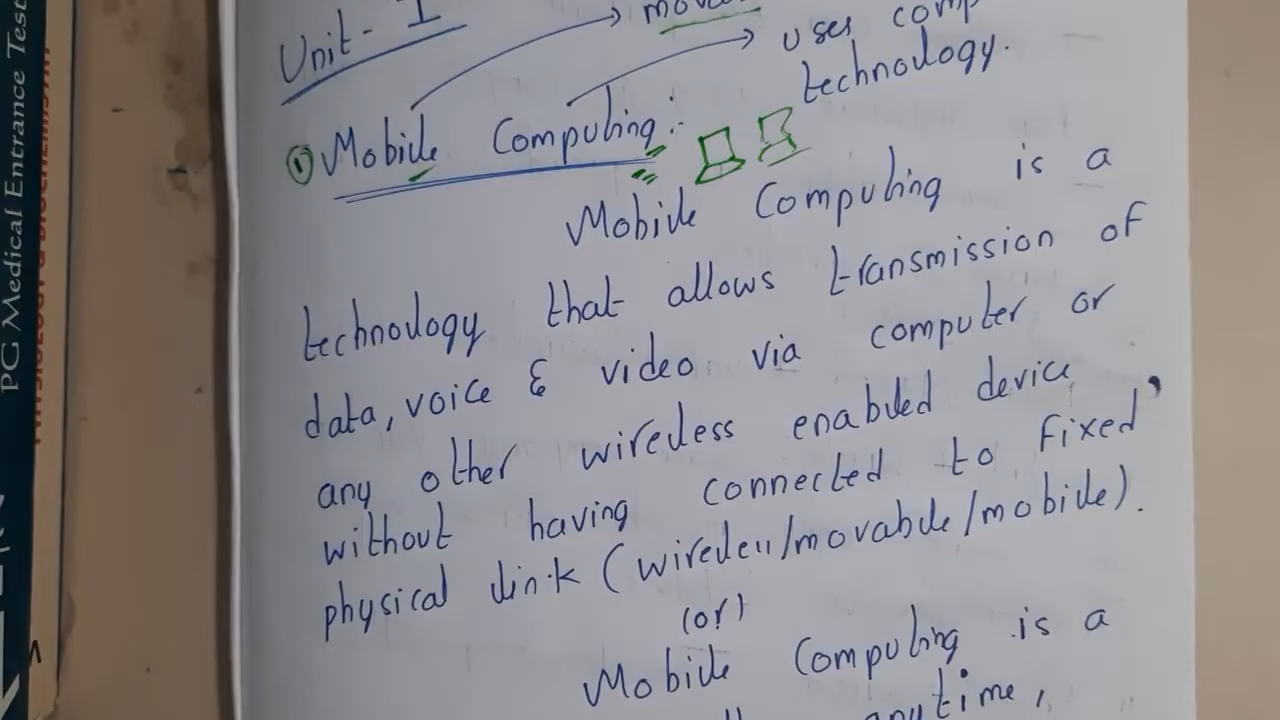 Unit - I
uses
technology.
① Mobile Computing :-
Mobile Computing is a
technology that allows transmission of
data, voice & video via computer or
any other wireless enabled device
without having connected to fixed
physical link (wireless/movable/mobile).
(or)
Mobile Computing is a
anytime,
PG Medical Entrance Test